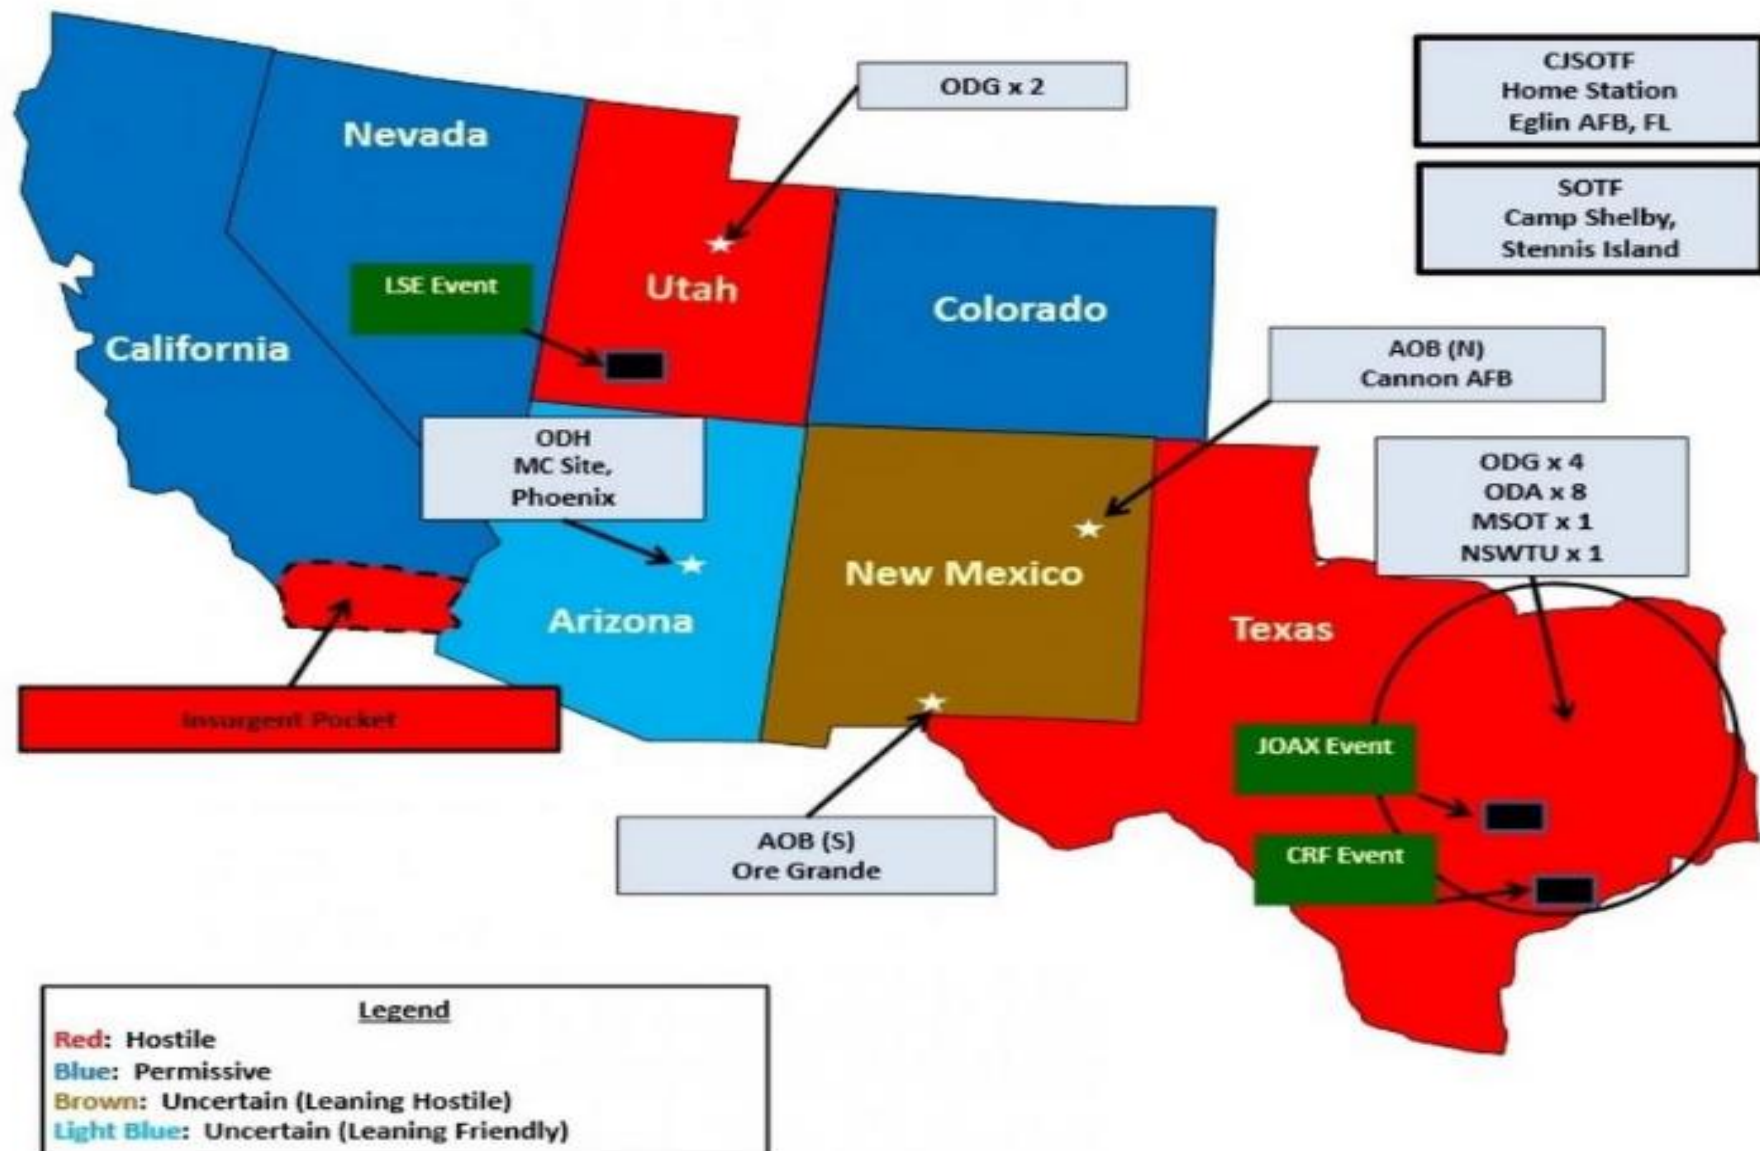 CJSOTF
Home Station
Eglin AFB, FL
SOTF
Camp Shelby,
Stennis Island
ODG x 2
Nevada
LSE Event
Utah
Colorado
California
AOB (N)
Cannon AFB
ODH
MC Site,
Phoenix
ODG x 4
ODA x 8
MSOT x 1
NSWTU x 1
New Mexico
Arizona
Texas
Insurgent Pocket
JOAX Event
CRF Event
AOB (S)
Ore Grande
Legend
Red: Hostile
Blue: Permissive
Brown: Uncertain (Leaning Hostile)
Light Blue: Uncertain (Leaning Friendly)